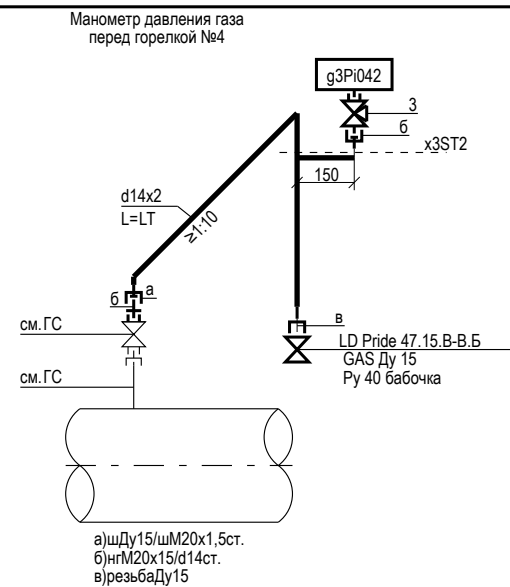 Манометр давления газа
перед горелкой №4
g3Pi042
3
б
x3ST2
150
d14x2
L=LT
≥1:10
а
б
см.ГС
в
LD Pride 47.15.В-В.Б
GAS Ду 15
Ру 40 бабочка
см.ГС
а)шДу15/шМ20х1,5ст.
б)нгМ20х15/d14ст.
в)резьбаДу15